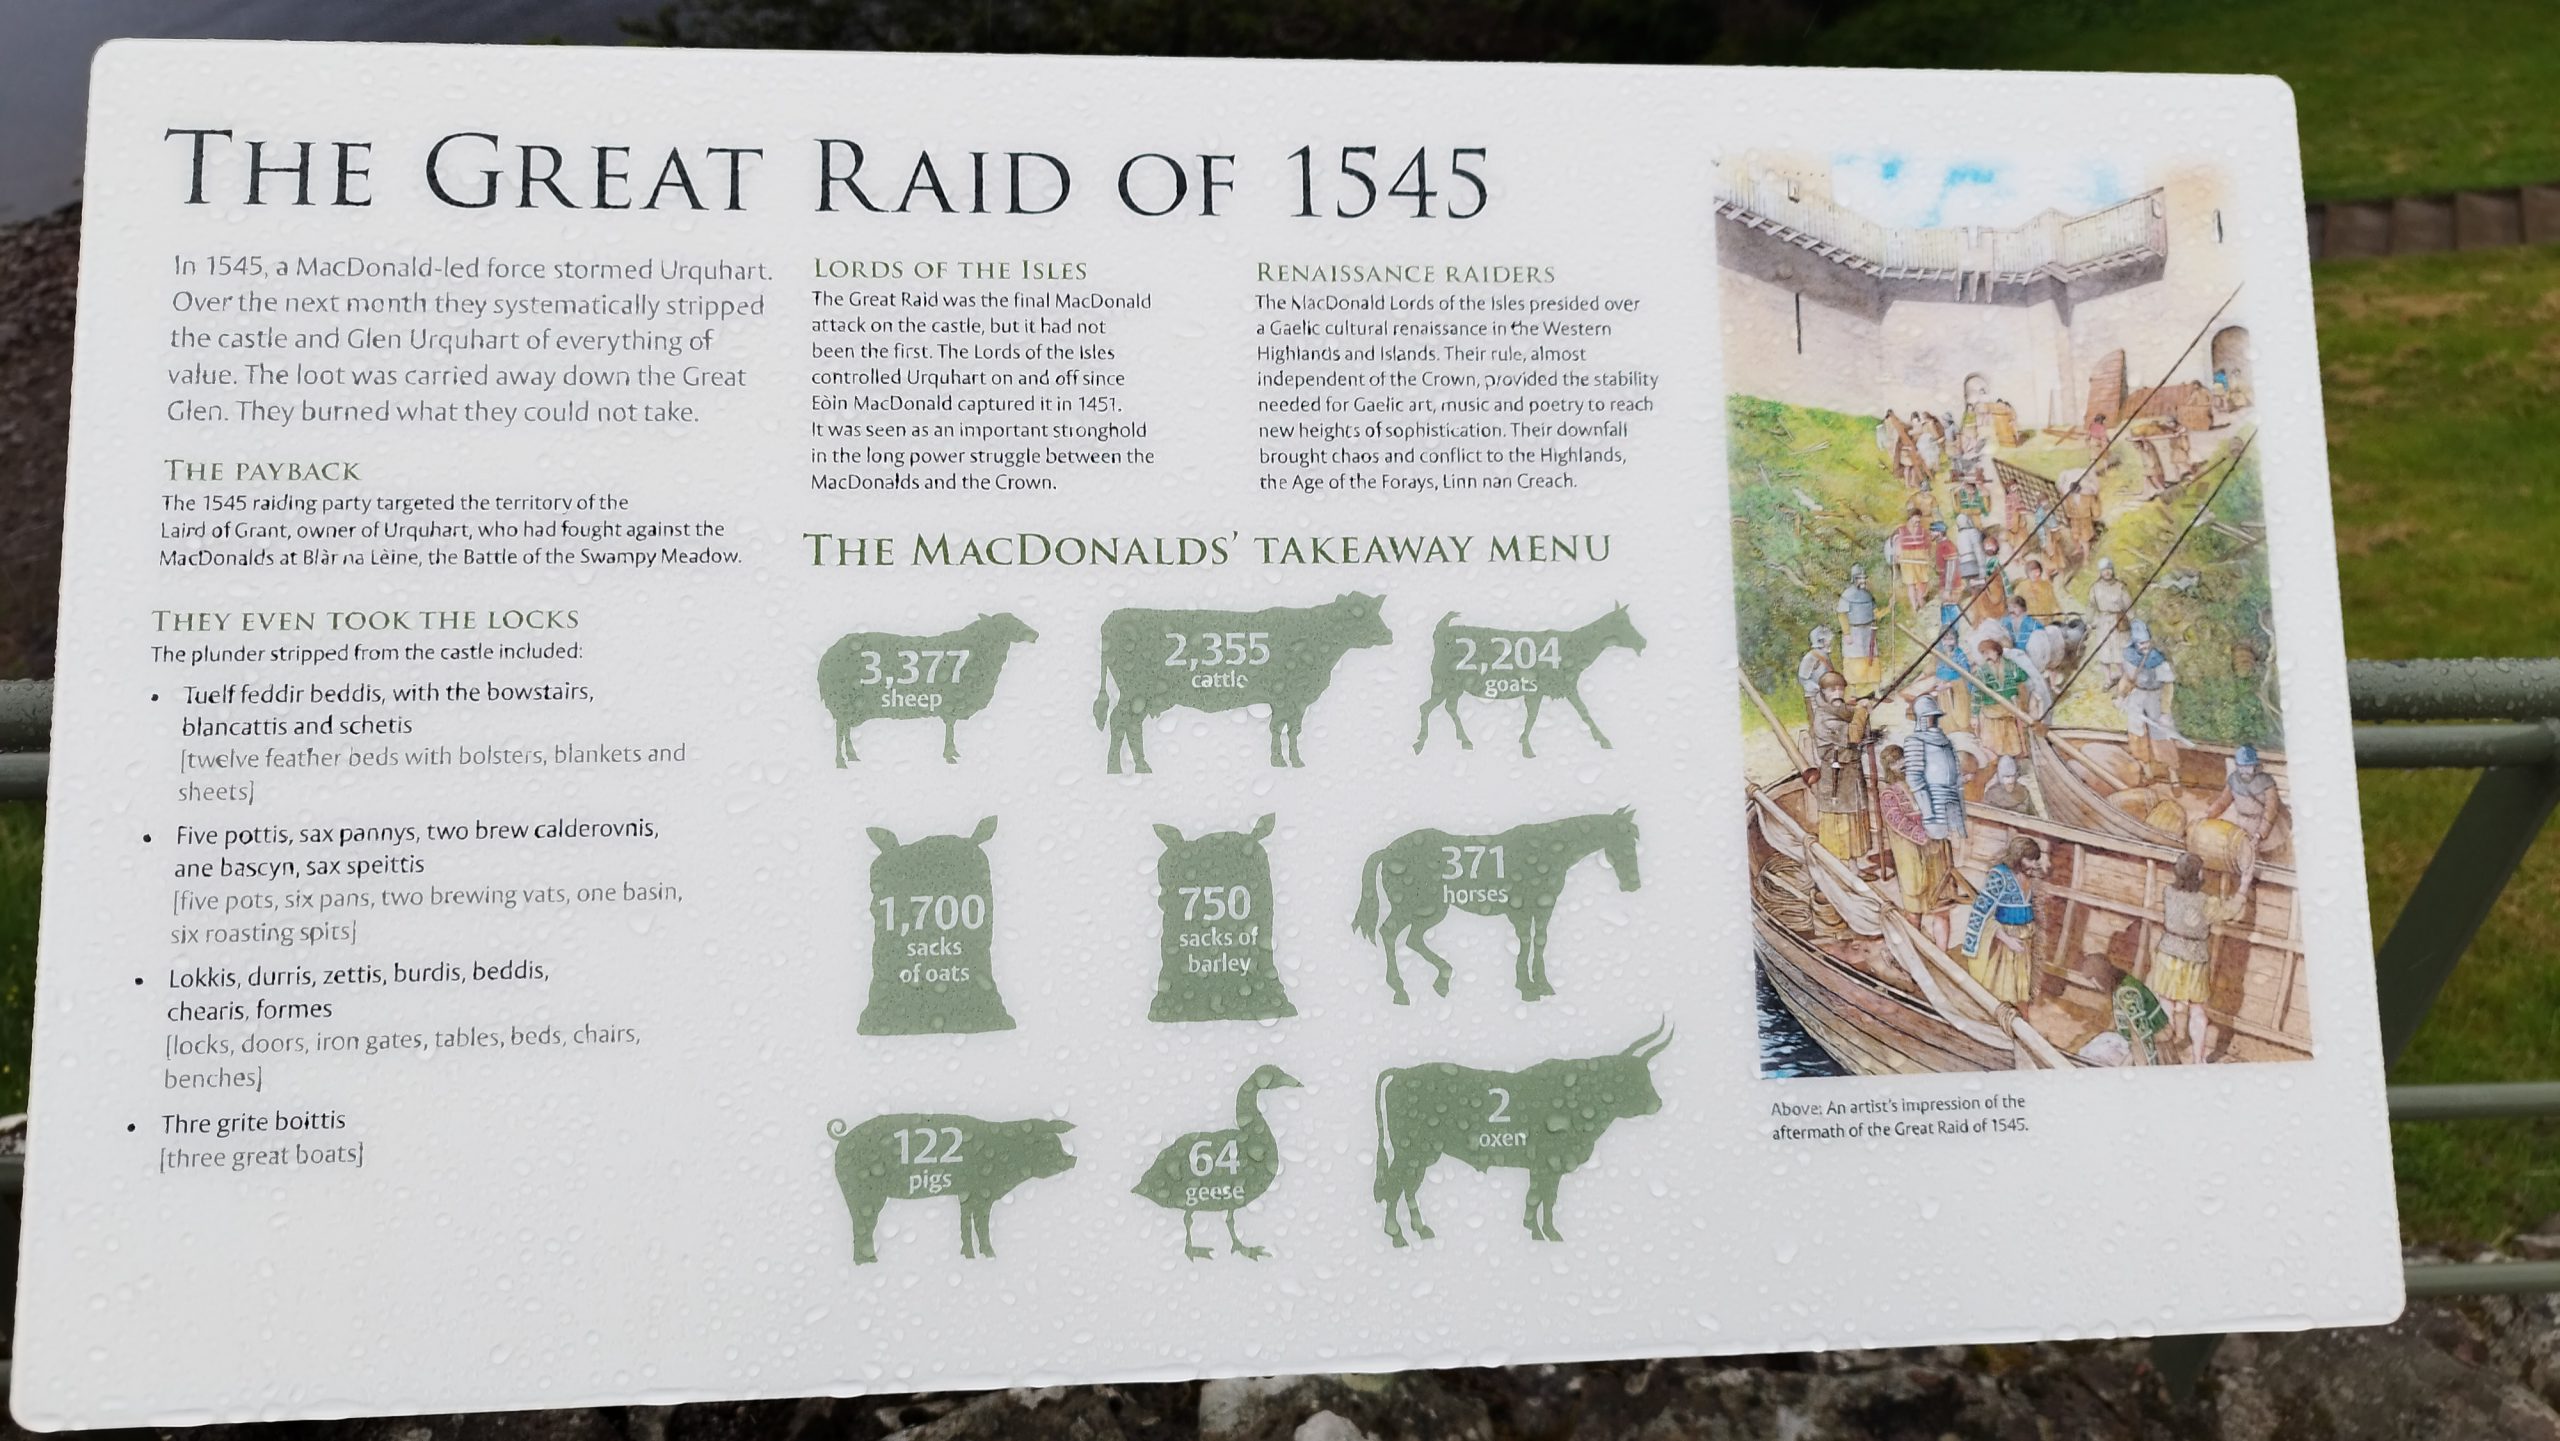 THE GREAT RAID OF 1545
In 1545, a MacDonald-led force stormed Urquhart.
Over the next month they systematically stripped
the castle and Glen Urquhart of everything of
value. The loot was carried away down the Great
Glen. They burned what they could not take.
THE PAYBACK
The 1545 raiding party targeted the territory of the
Laird of Grant, owner of Urquhart, who had fought against the
MacDonalds at Blàr na Lèine, the Battle of the Swampy Meadow.
THEY EVEN TOOK THE LOCKS
The plunder stripped from the castle included:
• Tuelf feddir beddis, with the bowstairs,
blancattis and schetis
[twelve feather beds with bolsters, blankets and
sheets]
• Five pottis, sax pannys, two brew calderovnis,
ane bascyn, sax speittis
[five pots, six pans, two brewing vats, one basin,
six roasting spits]
• Lokkis, durris, zettis, burdis, beddis,
chearis, formes
[locks, doors, iron gates, tables, beds, chairs,
benches]
• Thre grite boittis
[three great boats]
LORDS OF THE ISLES
The Great Raid was the final MacDonald
attack on the castle, but it had not
been the first. The Lords of the Isles
controlled Urquhart on and off since
Eòin MacDonald captured it in 1451.
It was seen as an important stronghold
in the long power struggle between the
MacDonalds and the Crown.
RENAISSANCE RAIDERS
The MacDonald Lords of the Isles presided over
a Gaelic cultural renaissance in the Western
Highlands and Islands. Their rule, almost
independent of the Crown, provided the stability
needed for Gaelic art, music and poetry to reach
new heights of sophistication. Their downfall
brought chaos and conflict to the Highlands,
the Age of the Forays, Linn nan Creach.
THE MACDONALDS' TAKEAWAY MENU
3,377
sheep
2,355
cattle
2,204
goats
1,700
sacks
of oats
750
sacks of
barley
371
horses
122
pigs
64
geese
2
oxen
Above: An artist's impression of the
aftermath of the Great Raid of 1545.